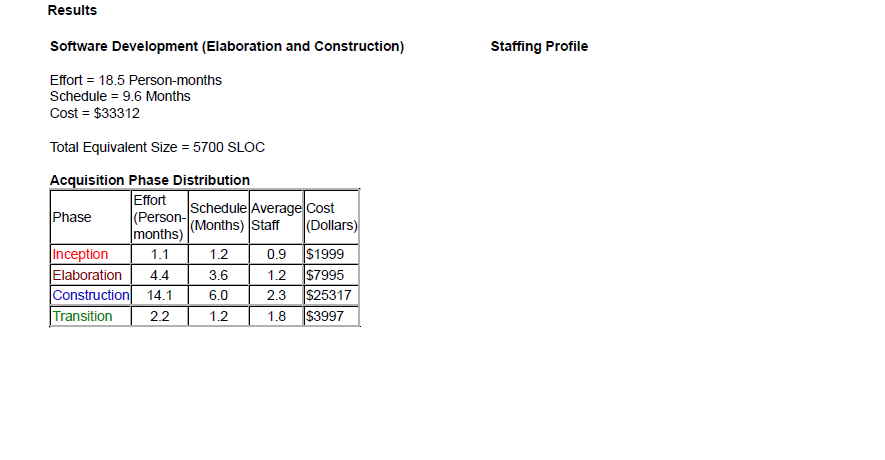 Results
Software Development (Elaboration and Construction)
Staffing Profile
Effort = 18.5 Person-months
Schedule = 9.6 Months
Cost = $33312
Total Equivalent Size = 5700 SLOC
Acquisition Phase Distribution
Phase Effort (Person-months) Schedule (Months) Average Staff Cost (Dollars)
Inception 1.1 1.2 0.9 $1999
Elaboration 4.4 3.6 1.2 $7995
Construction 14.1 6.0 2.3 $25317
Transition 2.2 1.2 1.8 $3997